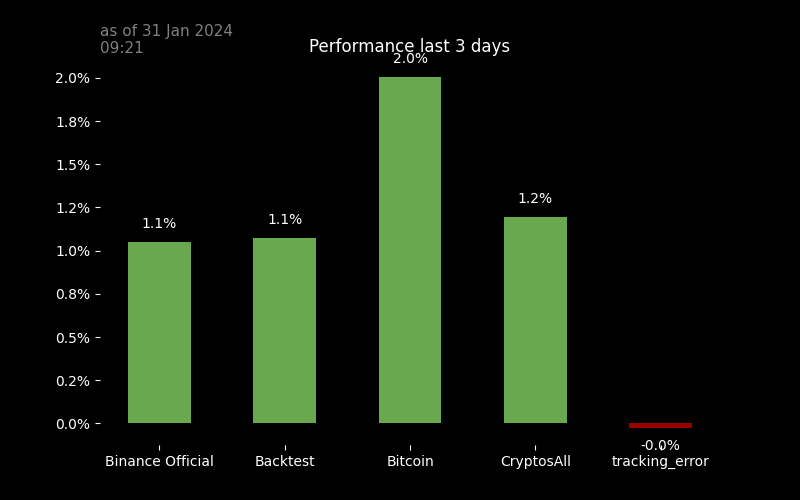 as of 31 Jan 2024
09:21
Performance last 3 days
2.0%
2.0%
1.8%
1.5%
1.2%
1.2%
1.1%
1.1%
1.0%
0.8%
0.5%
0.2%
0.0%
-0.0%
Binance Official
Backtest
Bitcoin
CryptosAll
tracking_error